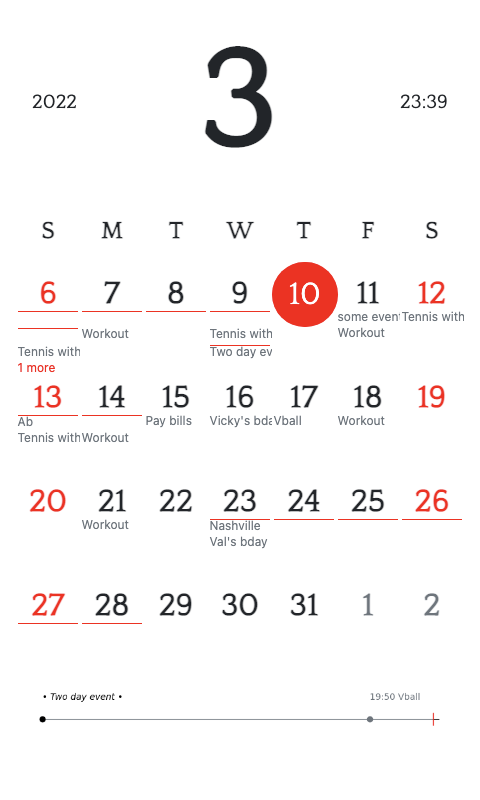 3
2022 23:39
S M T W T F S
6 7 8 9 10 11 12
some even Tennis with
Workout Tennis with Workout
Tennis with Two day ev
1 more
13 14 15 16 17 18 19
Ab Pay bills Vicky's bda Vball Workout
Tennis with Workout
20 21 22 23 24 25 26
Workout Nashville
Val's bday
27 28 29 30 31 1 2
• Two day event • 19:50 Vball